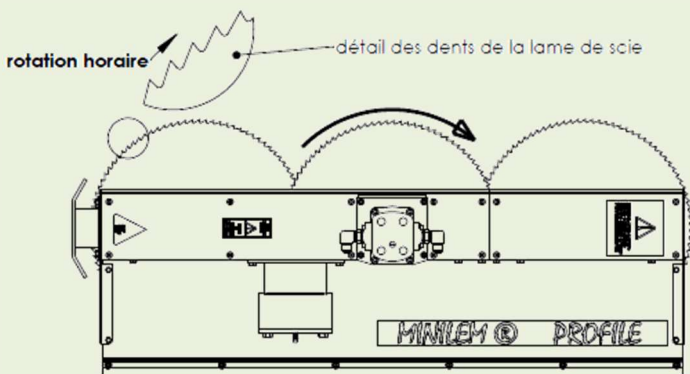 détail des dents de la lame de scie
rotation horaire
MINILEM ® PROFILE